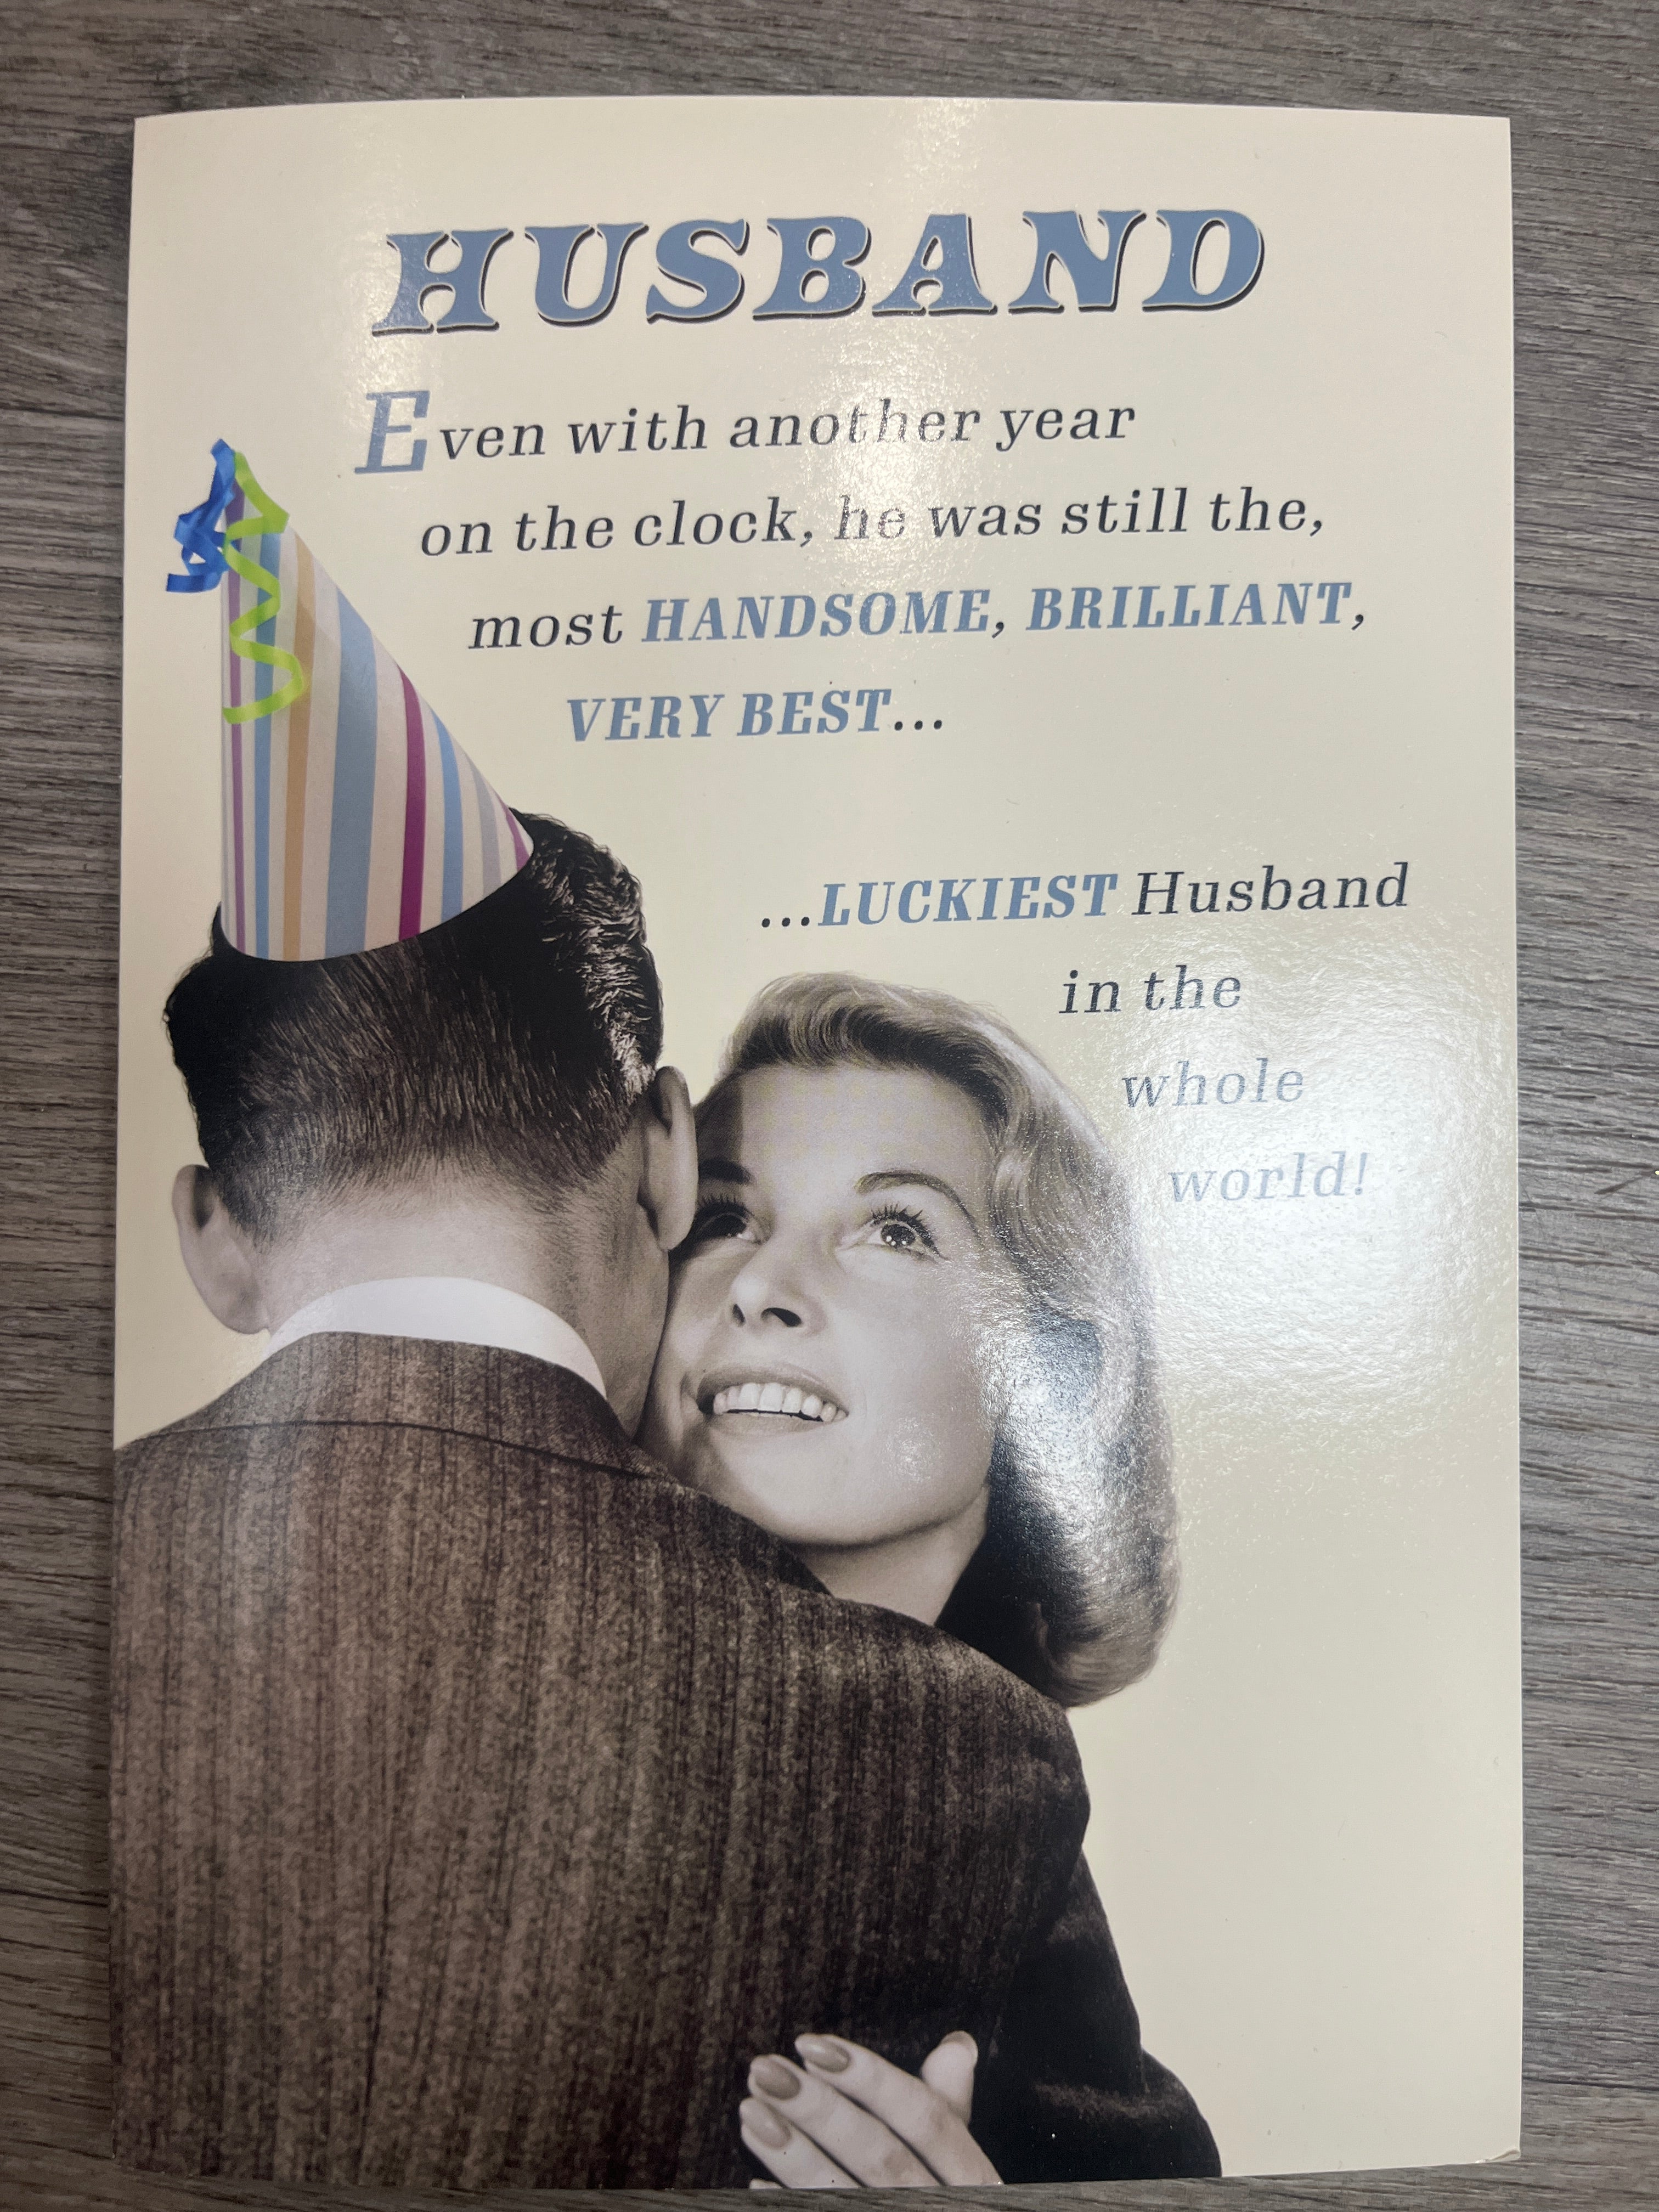 HUSBAND
Even with another year
on the clock, he was still the,
most HANDSOME, BRILLIANT,
VERY BEST...
...LUCKIEST Husband
in the
whole
world!